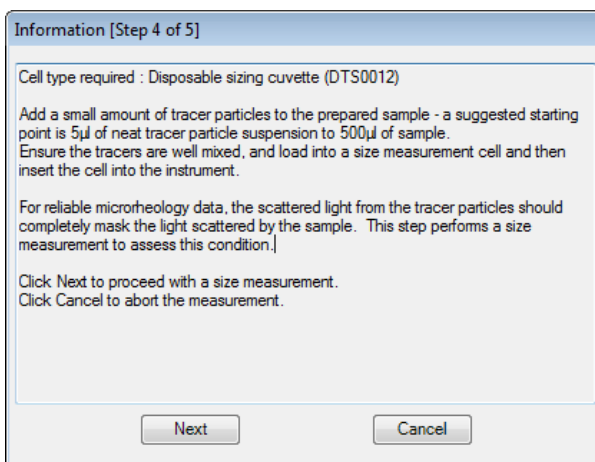 Information [Step 4 of 5]
Cell type required : Disposable sizing cuvette (DTS0012)
Add a small amount of tracer particles to the prepared sample - a suggested starting
point is 5µl of neat tracer particle suspension to 500µl of sample.
Ensure the tracers are well mixed, and load into a size measurement cell and then
insert the cell into the instrument.
For reliable microrheology data, the scattered light from the tracer particles should
completely mask the light scattered by the sample.  This step performs a size
measurement to assess this condition.
Click Next to proceed with a size measurement.
Click Cancel to abort the measurement.
Next
Cancel